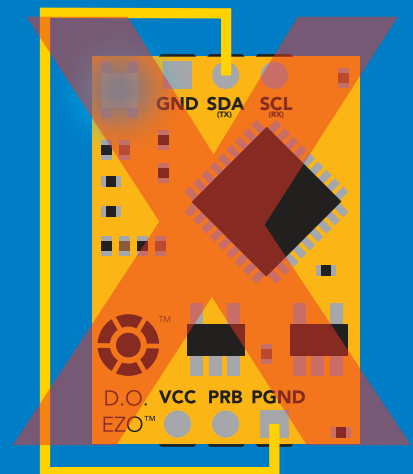 GND SDA SCL
(TX) (RX)
TM
D.O. VCC PRB PGND
EZO™